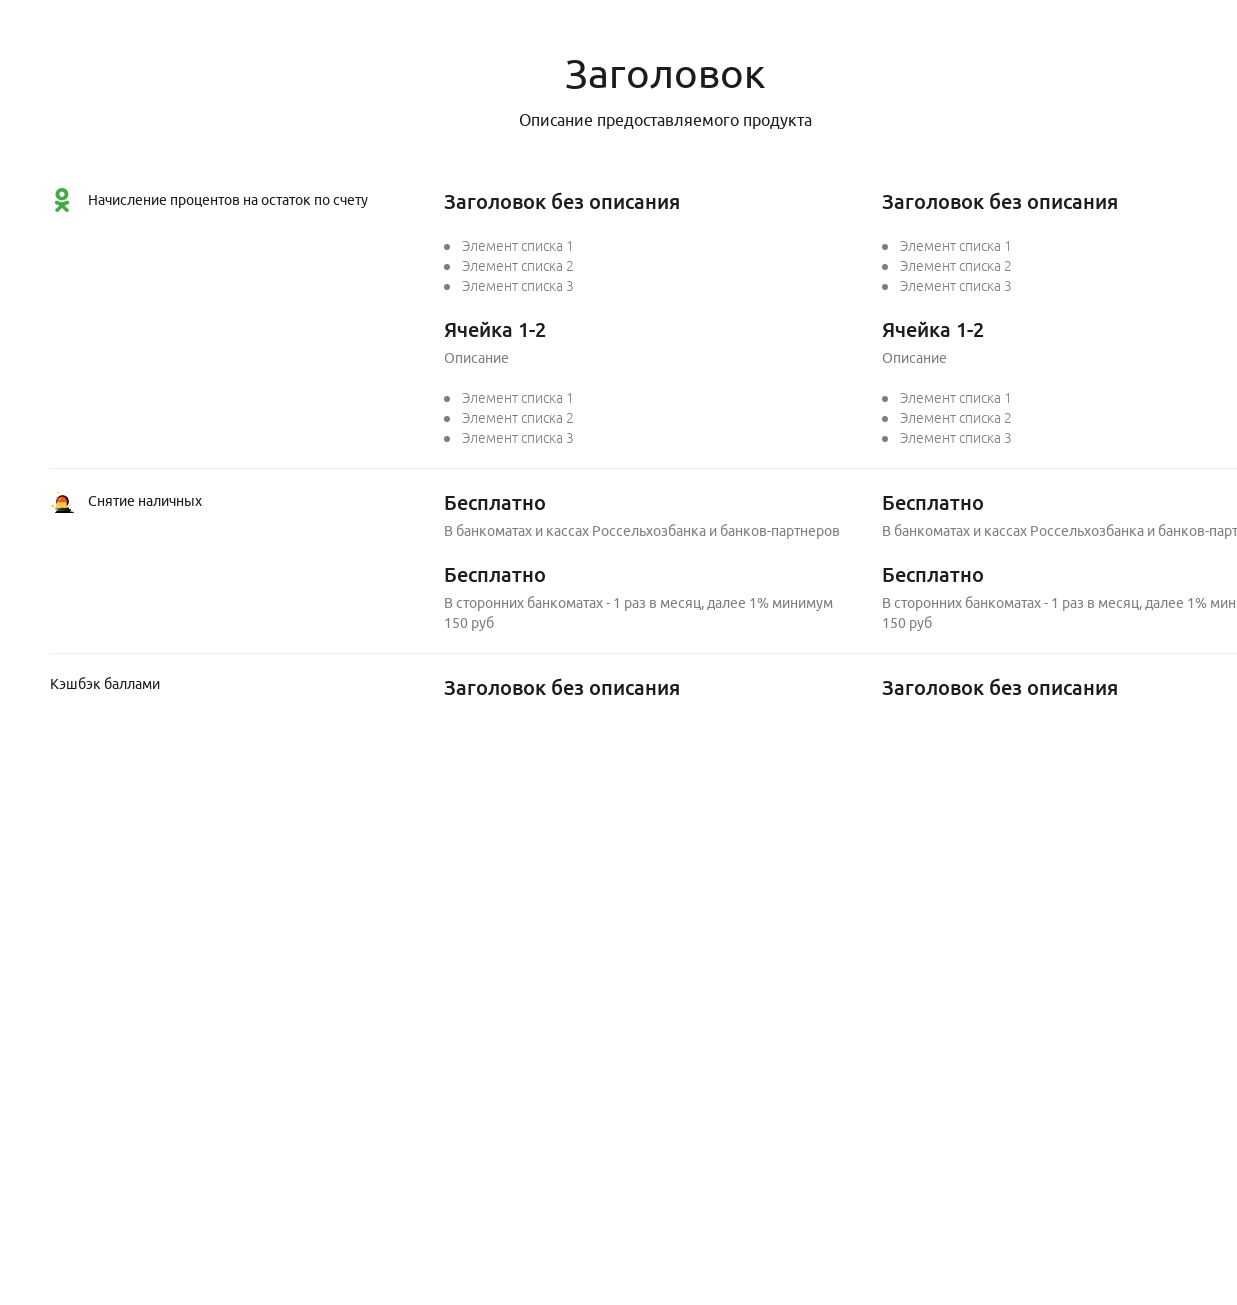 Заголовок
Описание предоставляемого продукта
Начисление процентов на остаток по счету
Заголовок без описания
Элемент списка 1
Элемент списка 2
Элемент списка 3
Ячейка 1-2
Описание
Элемент списка 1
Элемент списка 2
Элемент списка 3
Заголовок без описания
Элемент списка 1
Элемент списка 2
Элемент списка 3
Ячейка 1-2
Описание
Элемент списка 1
Элемент списка 2
Элемент списка 3
Снятие наличных
Бесплатно
В банкоматах и кассах Россельхозбанка и банков-партнеров
Бесплатно
В сторонних банкоматах - 1 раз в месяц, далее 1% минимум
150 руб
Бесплатно
В банкоматах и кассах Россельхозбанка и банков-парт
Бесплатно
В сторонних банкоматах - 1 раз в месяц, далее 1% мин
150 руб
Кэшбэк баллами
Заголовок без описания
Заголовок без описания